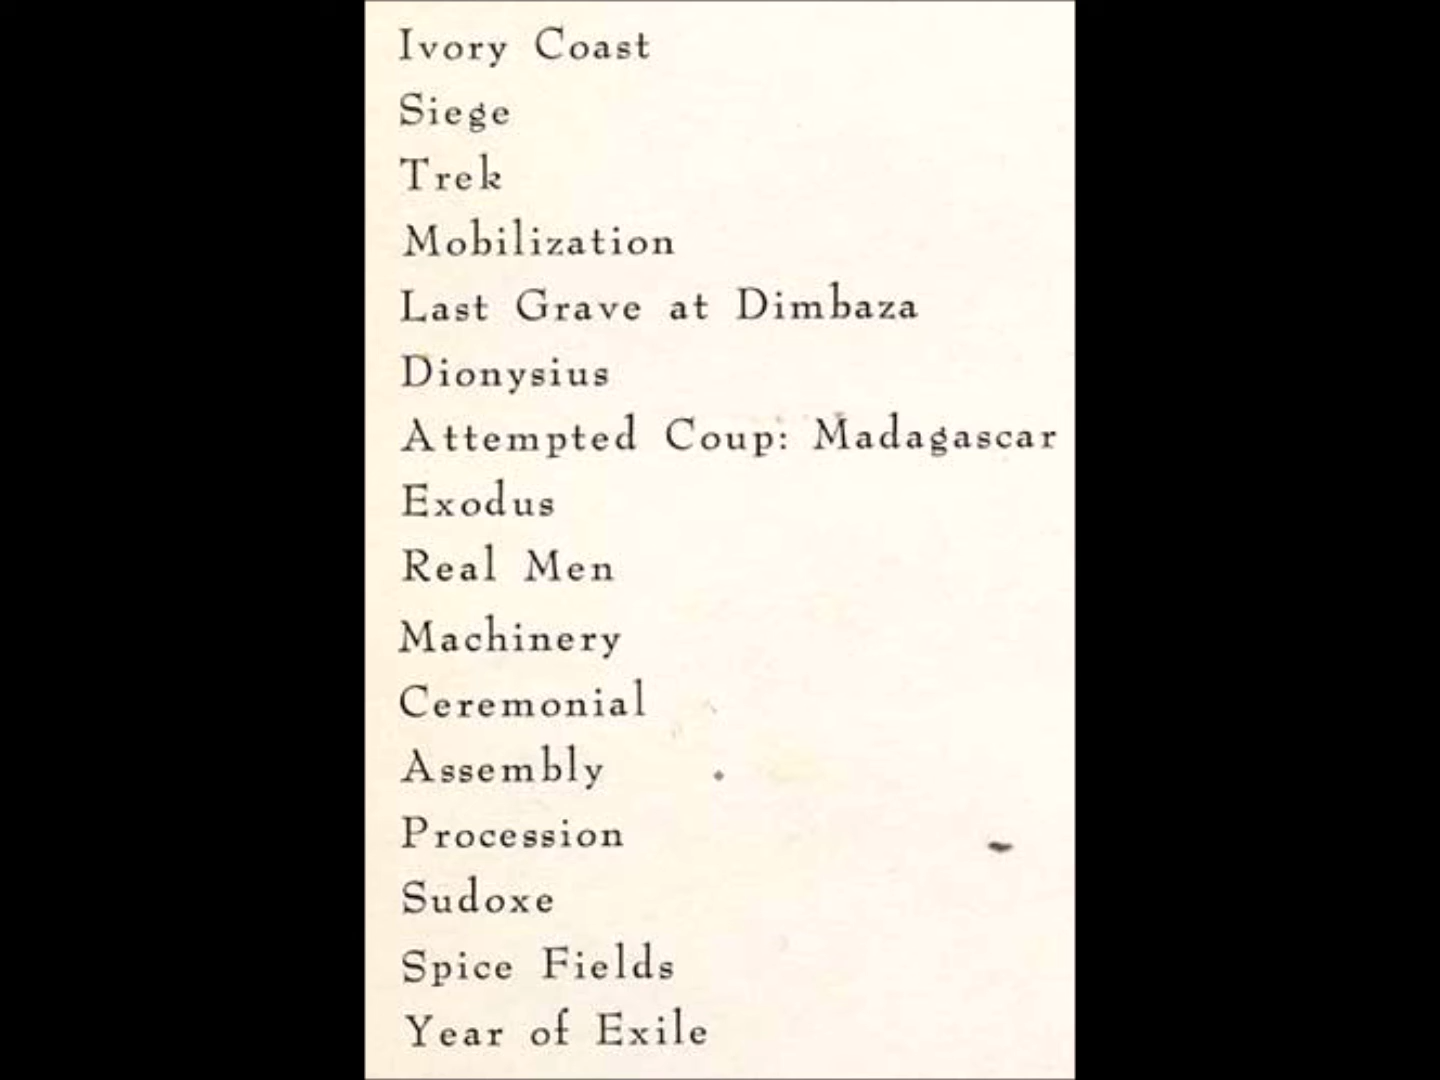 Ivory Coast
Siege
Trek
Mobilization
Last Grave at Dimbaza
Dionysius
Attempted Coup: Madagascar
Exodus
Real Men
Machinery
Ceremonial
Assembly
Procession
Sudoxe
Spice Fields
Year of Exile